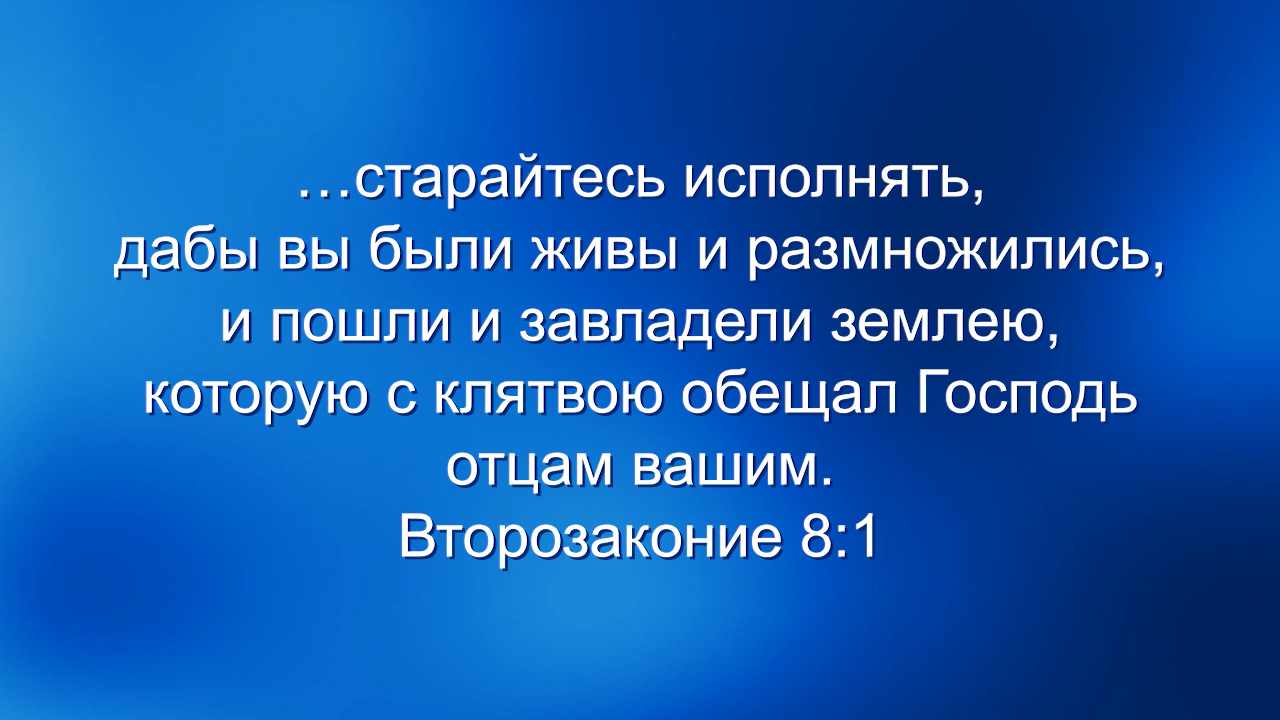 …старайтесь исполнять,
дабы вы были живы и размножились,
и пошли и завладели землею,
которую с клятвою обещал Господь
отцам вашим.
Второзаконие 8:1